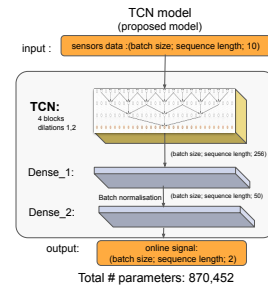 TCN model
(proposed model)
input :
sensors data :(batch size; sequence length; 10)
TCN:
4 blocks
dilations 1,2
(batch size; sequence length; 256)
Dense_1:
Batch normalisation
(batch size; sequence length; 50)
Dense_2:
output:
online signal:
(batch size; sequence length; 2)
Total # parameters: 870,452